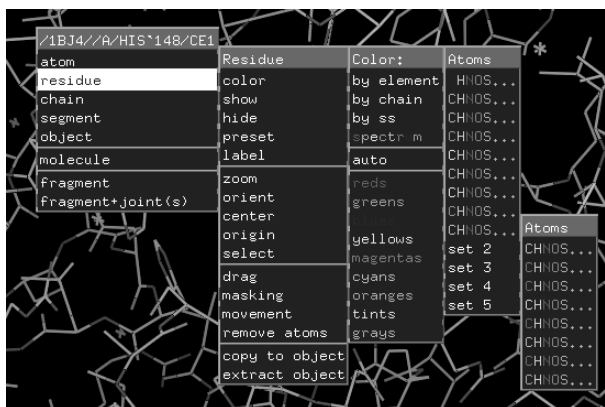 /1BJ4//A/HIS`148/CE1
atom
residue
chain
segment
object
molecule
fragment
fragment+joint(s)
Residue
color
show
hide
preset
label
zoom
orient
center
origin
select
drag
masking
movement
remove atoms
copy to object
extract object
Color:
by element
by chain
by ss
spectr m
auto
reds
greens
blues
yellows
magentas
cyans
oranges
tints
grays
Atoms
HNOS...
CHNOS...
CHNOS...
CHNOS...
CHNOS...
CHNOS...
CHNOS...
CHNOS...
CHNOS...
set 2
set 3
set 4
set 5
Atoms
CHNOS...
CHNOS...
CHNOS...
CHNOS...
CHNOS...
CHNOS...
CHNOS...
CHNOS...